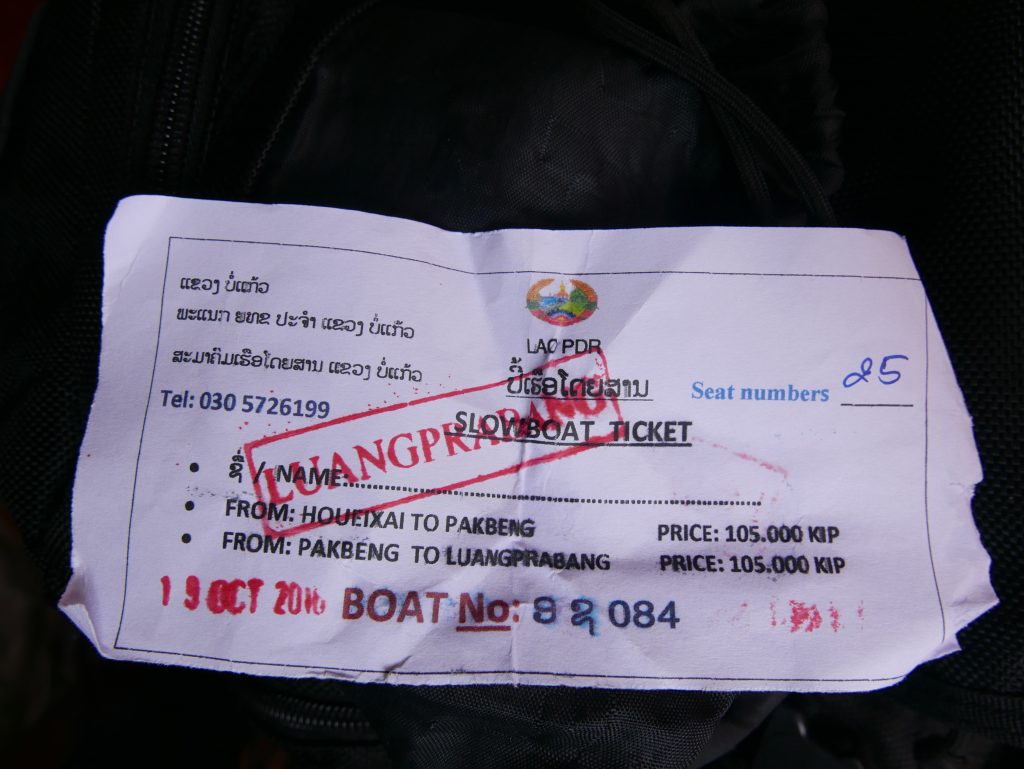 ແຂວງ ບໍ່ແກ້ວ
ພະແນກ ຍທຂ ປະຈຳ ແຂວງ ບໍ່ແກ້ວ
ສະມາຄົມເຮືອໂດຍສານ ແຂວງ ບໍ່ແກ້ວ
Tel: 030 5726199
LAO PDR
ປີ້ເຮືອໂດຍສານ
SLOWBOAT TICKET
Seat numbers 25
LUANGPRABANG
• ຊື່ / NAME:
• FROM: HOUEIXAI TO PAKBENG PRICE: 105.000 KIP
• FROM: PAKBENG TO LUANGPRABANG PRICE: 105.000 KIP
19 OCT 2016 BOAT No: ອຊ 084